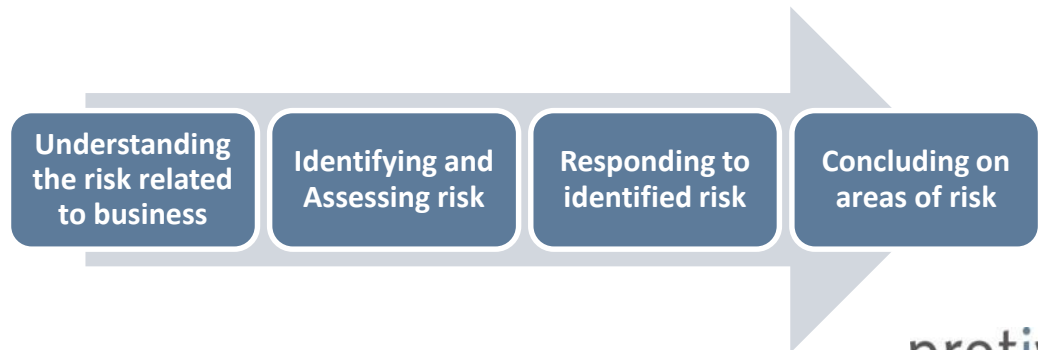 Understanding
the risk related
to business
Identifying and
Assessing risk
Responding to
identified risk
Concluding on
areas of risk